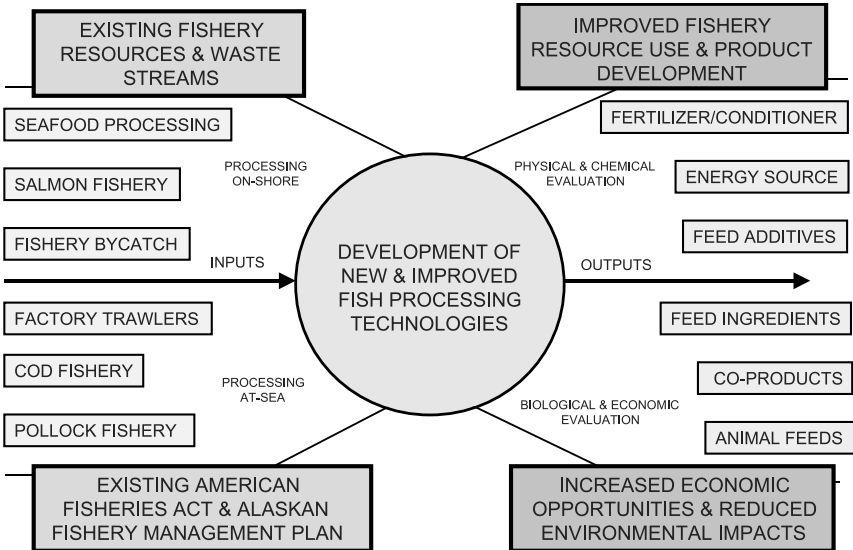 EXISTING FISHERY
RESOURCES & WASTE
STREAMS
IMPROVED FISHERY
RESOURCE USE & PRODUCT
DEVELOPMENT
SEAFOOD PROCESSING
SALMON FISHERY
FISHERY BYCATCH
PROCESSING
ON-SHORE
INPUTS
FACTORY TRAWLERS
COD FISHERY
POLLOCK FISHERY
PROCESSING
AT-SEA
DEVELOPMENT OF
NEW & IMPROVED
FISH PROCESSING
TECHNOLOGIES
PHYSICAL & CHEMICAL
EVALUATION
OUTPUTS
BIOLOGICAL & ECONOMIC
EVALUATION
FERTILIZER/CONDITIONER
ENERGY SOURCE
FEED ADDITIVES
FEED INGREDIENTS
CO-PRODUCTS
ANIMAL FEEDS
EXISTING AMERICAN
FISHERIES ACT & ALASKAN
FISHERY MANAGEMENT PLAN
INCREASED ECONOMIC
OPPORTUNITIES & REDUCED
ENVIRONMENTAL IMPACTS